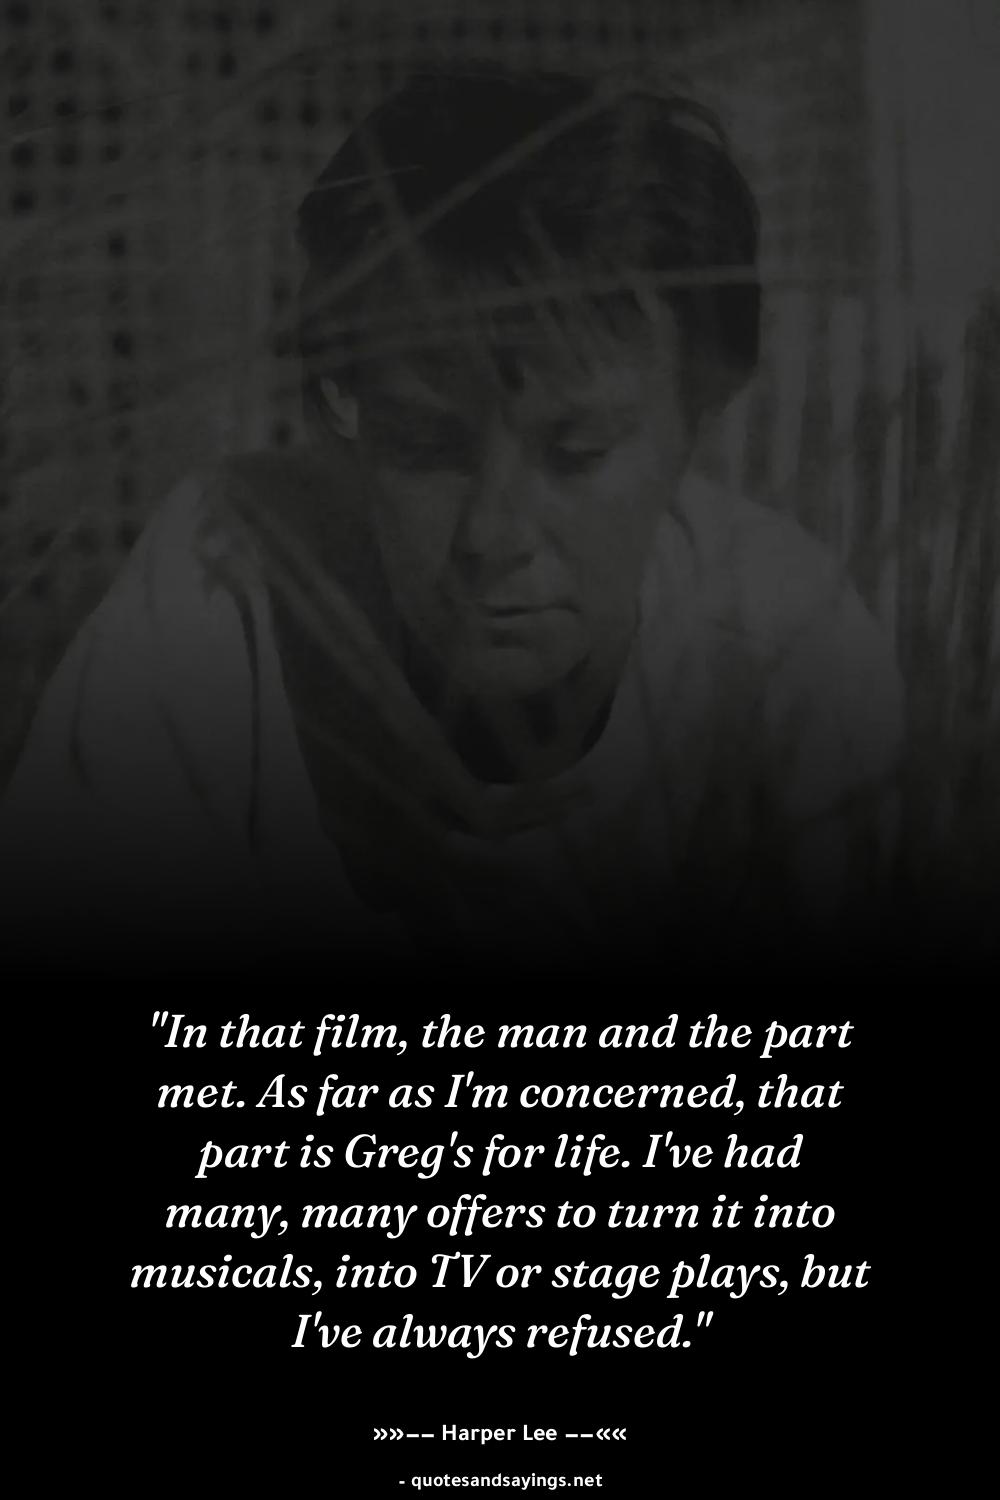 "In that film, the man and the part
met. As far as I'm concerned, that
part is Greg's for life. I've had
many, many offers to turn it into
musicals, into TV or stage plays, but
I've always refused."
»»–– Harper Lee ––««
- quotesandsayings.net